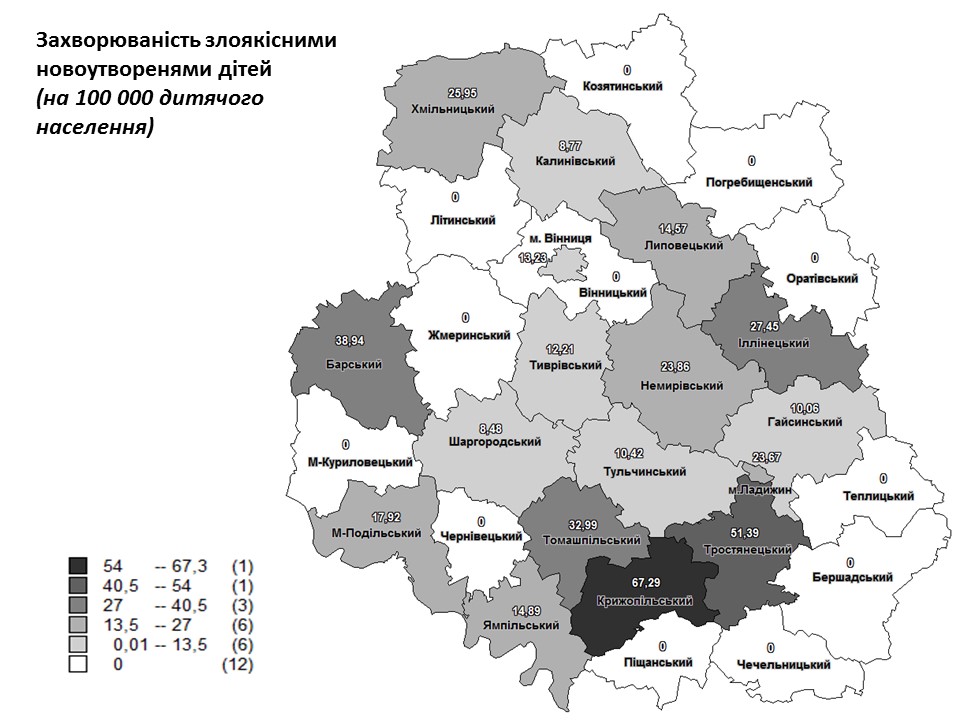 Захворюваність злоякісними
новоутворенями дітей
(на 100 000 дитячого
населення)
0
Козятинський
25,95
Хмільницький
8,77
Калинівський
0
Погребищенський
0
Літинський
14,57
Липовецький
м. Вінниця
13,23
0
Вінницький
0
Оратівський
0
Жмеринський
27,45
Іллінецький
38,94
Барський
12,21
Тиврівський
23,86
Немирівський
10,06
Гайсинський
8,48
Шаргородський
0
М-Куриловецький
10,42
Тульчинський
23,67
м.Ладижин
0
Теплицький
17,92
М-Подільський
0
Чернівецький
32,99
Томашпільський
51,39
Тростянецький
0
Бершадський
67,29
Крижопільський
14,89
Ямпільський
0
Піщанський
0
Чечельницький
54 -- 67,3 (1)
40,5 -- 54 (1)
27 -- 40,5 (3)
13,5 -- 27 (6)
0,01 -- 13,5 (6)
0 (12)